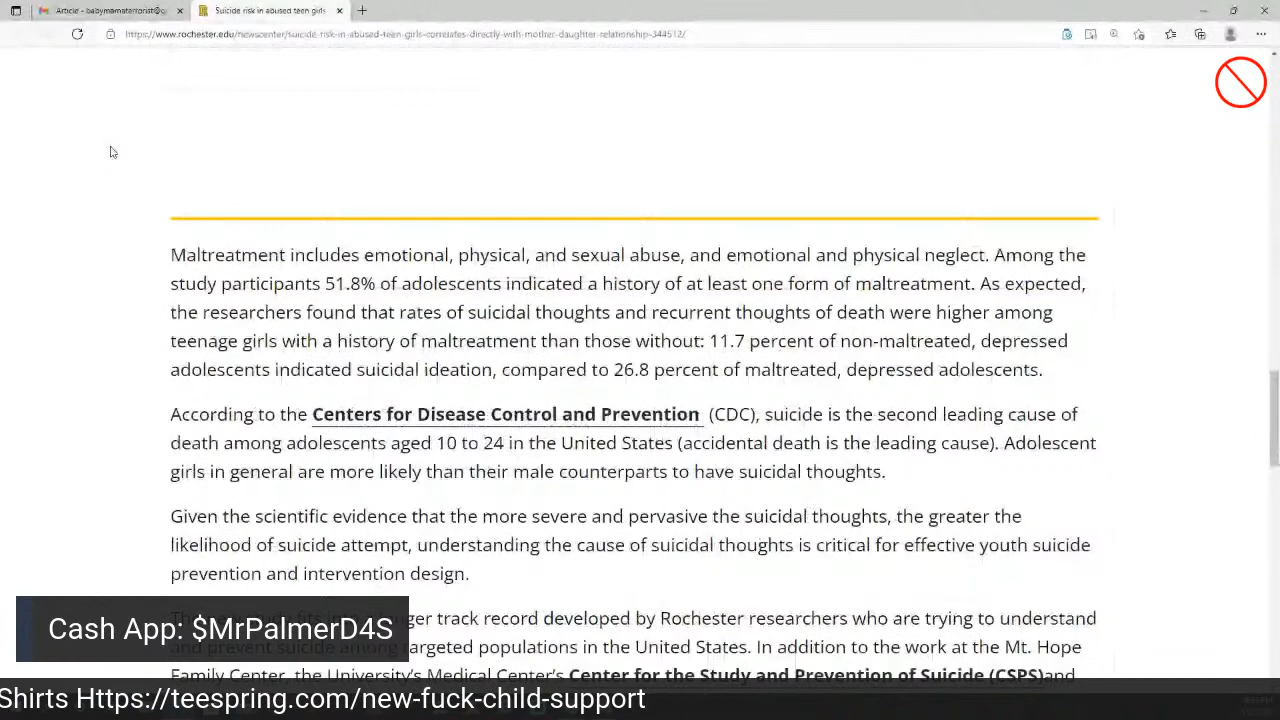 Article - babymamaterrorist@g
Suicide risk in abused teen girls
https://www.rochester.edu/newscenter/suicide-risk-in-abused-teen-girls-correlates-directly-with-mother-daughter-relationship-344512/
Maltreatment includes emotional, physical, and sexual abuse, and emotional and physical neglect. Among the
study participants 51.8% of adolescents indicated a history of at least one form of maltreatment. As expected,
the researchers found that rates of suicidal thoughts and recurrent thoughts of death were higher among
teenage girls with a history of maltreatment than those without: 11.7 percent of non-maltreated, depressed
adolescents indicated suicidal ideation, compared to 26.8 percent of maltreated, depressed adolescents.
According to the Centers for Disease Control and Prevention (CDC), suicide is the second leading cause of
death among adolescents aged 10 to 24 in the United States (accidental death is the leading cause). Adolescent
girls in general are more likely than their male counterparts to have suicidal thoughts.
Given the scientific evidence that the more severe and pervasive the suicidal thoughts, the greater the
likelihood of suicide attempt, understanding the cause of suicidal thoughts is critical for effective youth suicide
prevention and intervention design.
track record developed by Rochester researchers who are trying to understand
and prevent suicide among targeted populations in the United States. In addition to the work at the Mt. Hope
Family Center, the University's Medical Center's Center for the Study and Prevention of Suicide (CSPS)and
Cash App: $MrPalmerD4S
Shirts Https://teespring.com/new-fuck-child-support